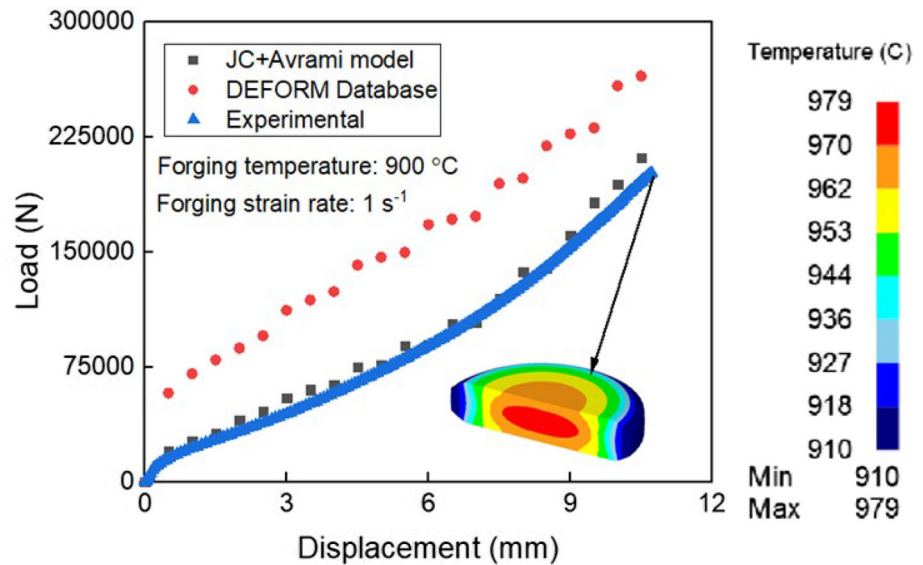 300000
225000
150000
75000
0
Load (N)
JC+Avrami model
DEFORM Database
Experimental
Forging temperature: 900 °C
Forging strain rate: 1 s⁻¹
0 3 6 9 12
Displacement (mm)
Temperature (C)
979
970
962
953
944
936
927
918
910
Min 910
Max 979